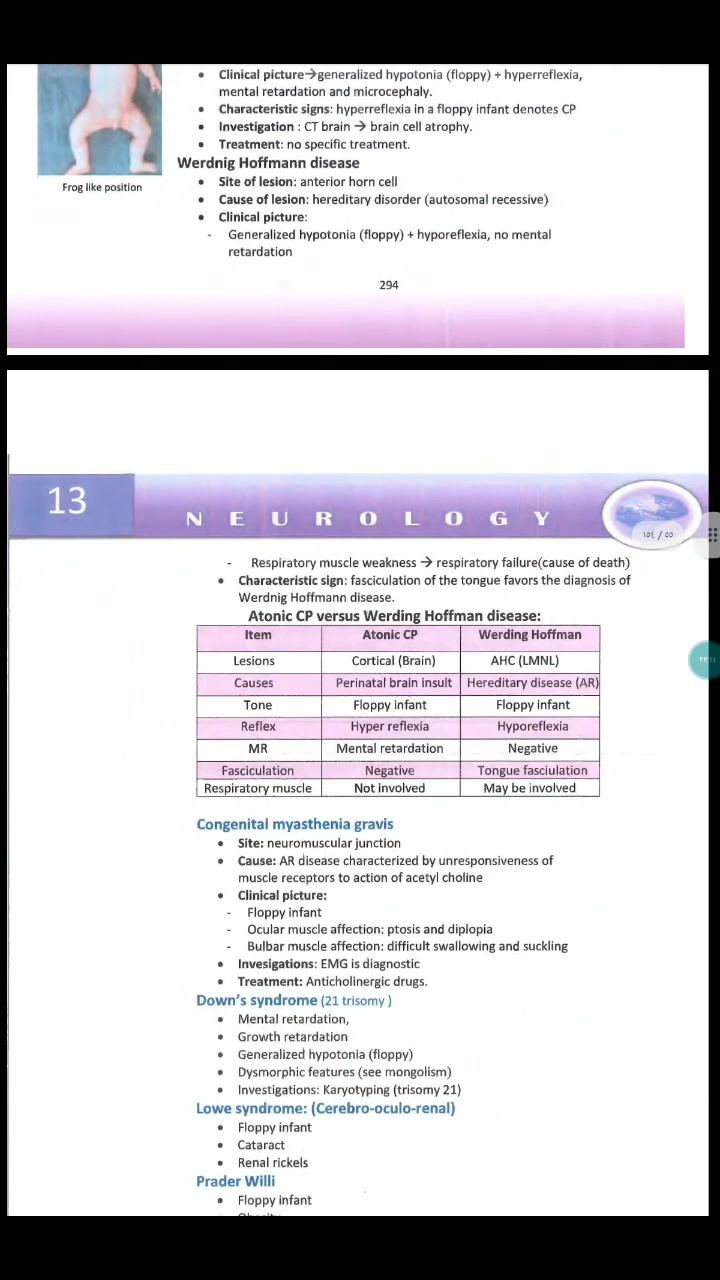 • Clinical picture→generalized hypotonia (floppy) + hyperreflexia,
mental retardation and microcephaly.
• Characteristic signs: hyperreflexia in a floppy infant denotes CP
• Investigation : CT brain → brain cell atrophy.
• Treatment: no specific treatment.
Frog like position
Werdnig Hoffmann disease
• Site of lesion: anterior horn cell
• Cause of lesion: hereditary disorder (autosomal recessive)
• Clinical picture:
- Generalized hypotonia (floppy) + hyporeflexia, no mental
retardation
294
13
NEUROLOGY
- Respiratory muscle weakness → respiratory failure(cause of death)
• Characteristic sign: fasciculation of the tongue favors the diagnosis of
Werdnig Hoffmann disease.
Atonic CP versus Werding Hoffman disease:
Item Atonic CP Werding Hoffman
Lesions Cortical (Brain) AHC (LMNL)
Causes Perinatal brain insult Hereditary disease (AR)
Tone Floppy infant Floppy infant
Reflex Hyper reflexia Hyporeflexia
MR Mental retardation Negative
Fasciculation Negative Tongue fasciulation
Respiratory muscle Not involved May be involved
Congenital myasthenia gravis
• Site: neuromuscular junction
• Cause: AR disease characterized by unresponsiveness of
muscle receptors to action of acetyl choline
• Clinical picture:
- Floppy infant
- Ocular muscle affection: ptosis and diplopia
- Bulbar muscle affection: difficult swallowing and suckling
• Invesigations: EMG is diagnostic
• Treatment: Anticholinergic drugs.
Down's syndrome (21 trisomy )
• Mental retardation,
• Growth retardation
• Generalized hypotonia (floppy)
• Dysmorphic features (see mongolism)
• Investigations: Karyotyping (trisomy 21)
Lowe syndrome: (Cerebro-oculo-renal)
• Floppy infant
• Cataract
• Renal rickels
Prader Willi
• Floppy infant